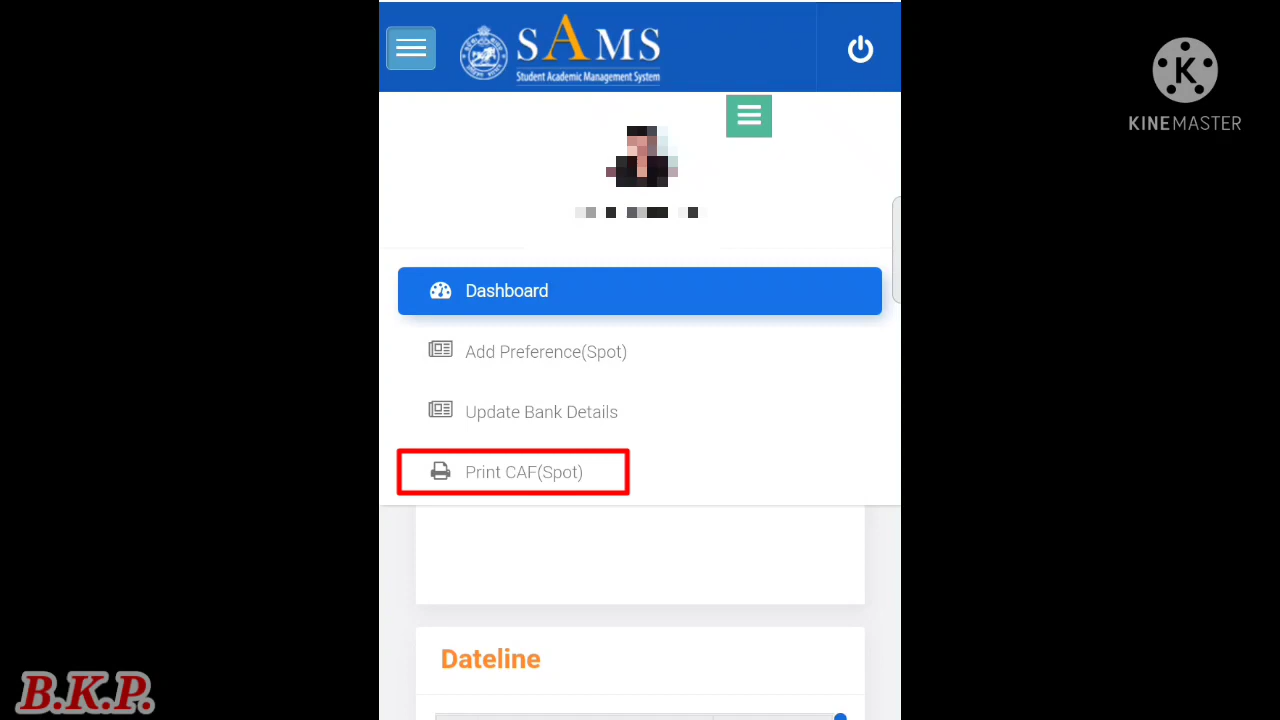 SAMS
Student Academic Management System
K
KINEMASTER
Dashboard
Add Preference(Spot)
Update Bank Details
Print CAF(Spot)
Dateline
B.K.P.